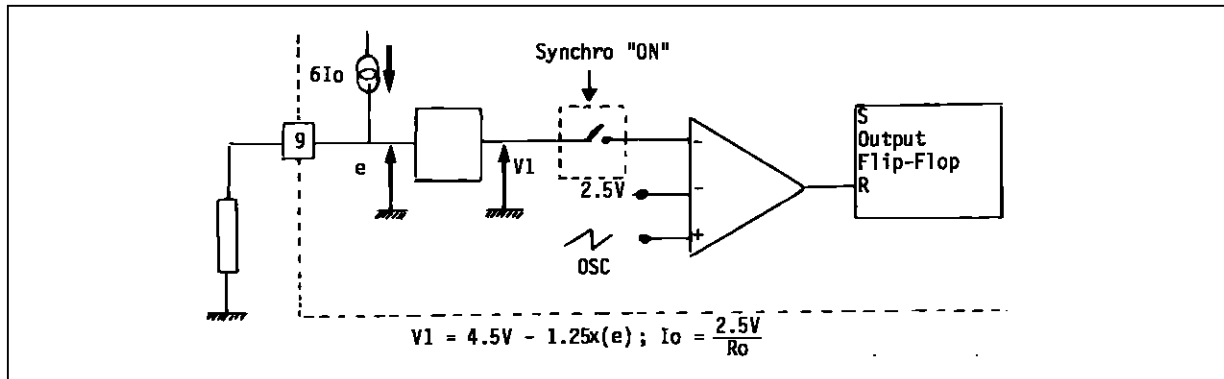 Synchro "ON"
6Io
9
e
V1
2.5V
OSC
-
-
+
S
Output
Flip-Flop
R
V1 = 4.5V - 1.25x(e); Io = 2.5V
Ro